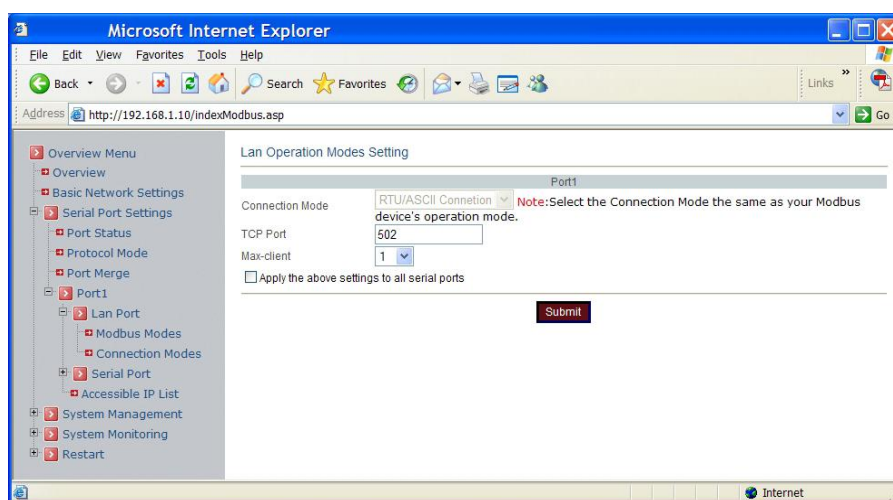 Microsoft Internet Explorer
File Edit View Favorites Tools Help
Back Search Favorites Links »
Address http://192.168.1.10/indexModbus.asp Go
Overview Menu
Overview
Basic Network Settings
Serial Port Settings
Port Status
Protocol Mode
Port Merge
Port1
Lan Port
Modbus Modes
Connection Modes
Serial Port
Accessible IP List
System Management
System Monitoring
Restart
Lan Operation Modes Setting
Port1
Connection Mode RTU/ASCII Connetion Note:Select the Connection Mode the same as your Modbus
device's operation mode.
TCP Port 502
Max-client 1
Apply the above settings to all serial ports
Submit
Internet